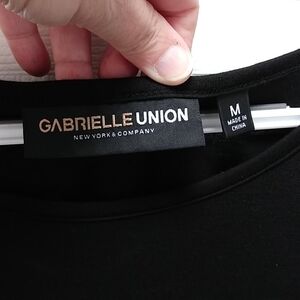 GABRIELLE UNION
NEW YORK & COMPANY
M
MADE IN
CHINA